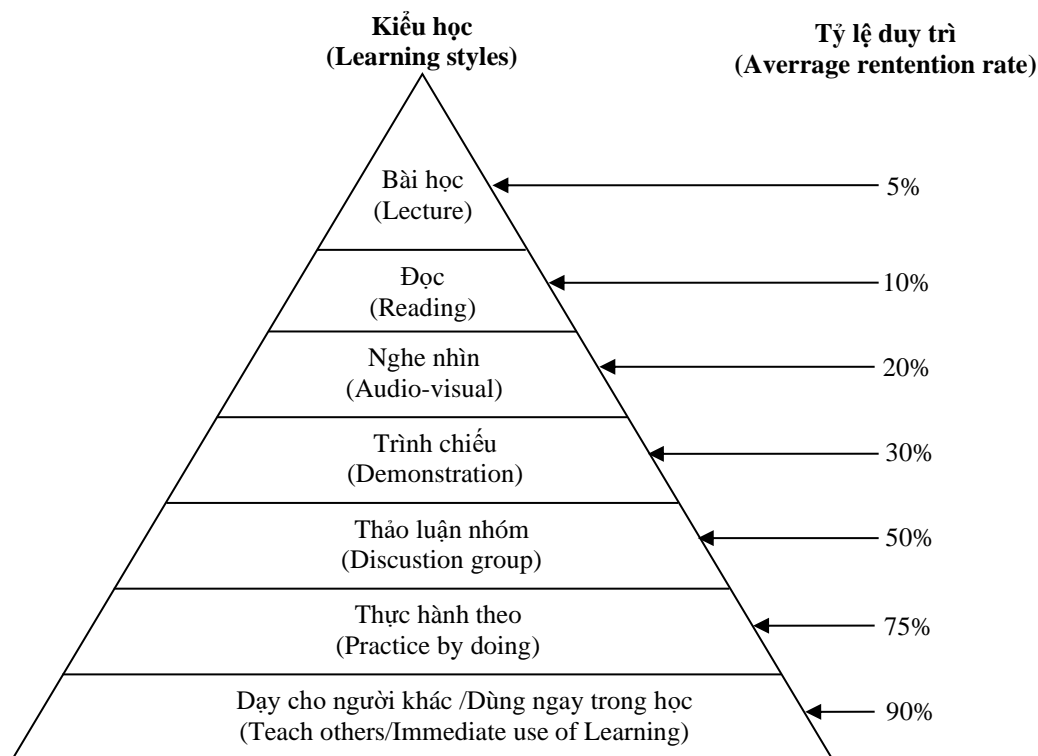 Kiểu học
(Learning styles)
Tỷ lệ duy trì
(Averrage rentention rate)
Bài học
(Lecture)
5%
Đọc
(Reading)
10%
Nghe nhìn
(Audio-visual)
20%
Trình chiếu
(Demonstration)
30%
Thảo luận nhóm
(Discustion group)
50%
Thực hành theo
(Practice by doing)
75%
Dạy cho người khác /Dùng ngay trong học
(Teach others/Immediate use of Learning)
90%